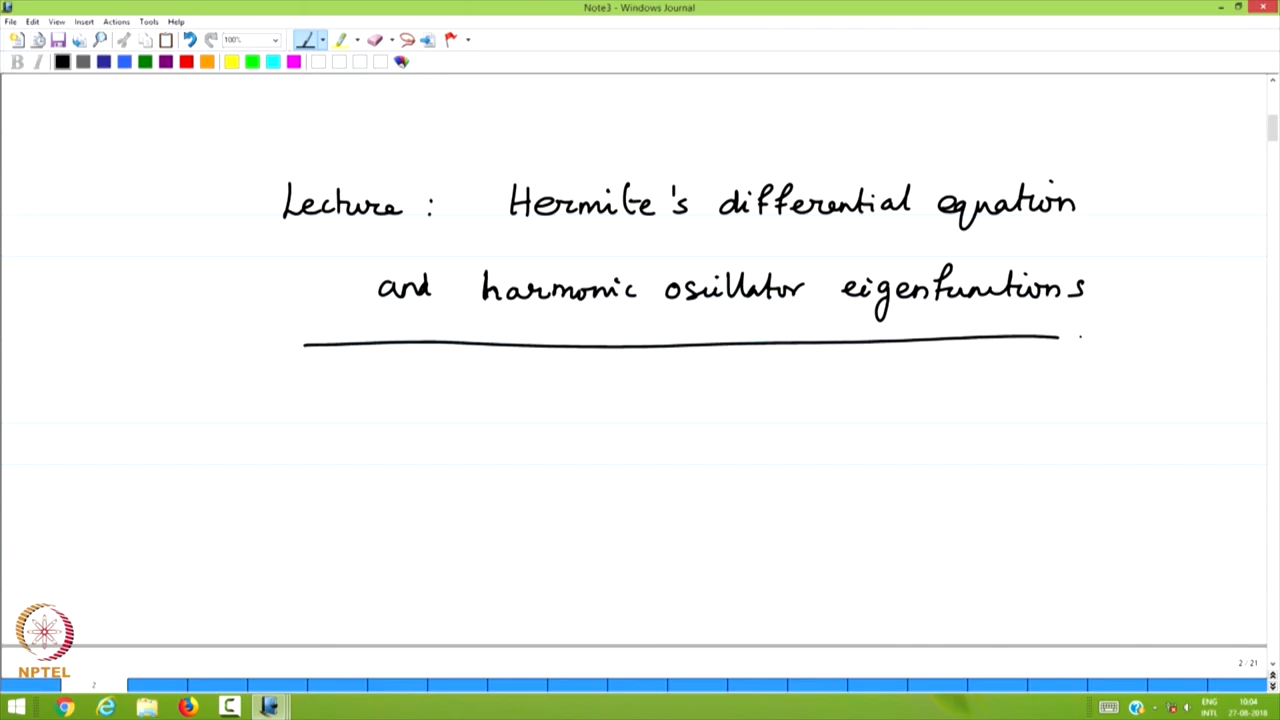 Note3 - Windows Journal
File Edit View Insert Actions Tools Help
100%
B I
Lecture : Hermite's differential equation
and harmonic oscillator eigenfunctions
NPTEL
2 / 21
2
ENG 10:04
INTL 27-08-2018